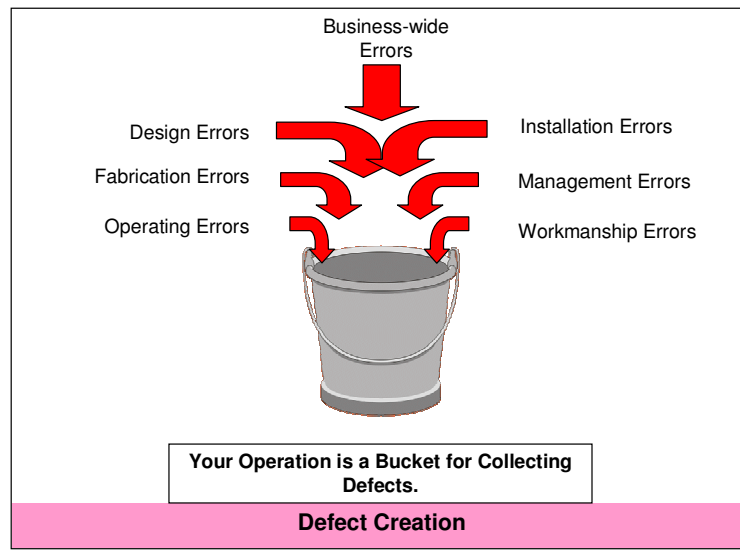 Business-wide
Errors
Design Errors
Installation Errors
Fabrication Errors
Management Errors
Operating Errors
Workmanship Errors
Your Operation is a Bucket for Collecting
Defects.
Defect Creation